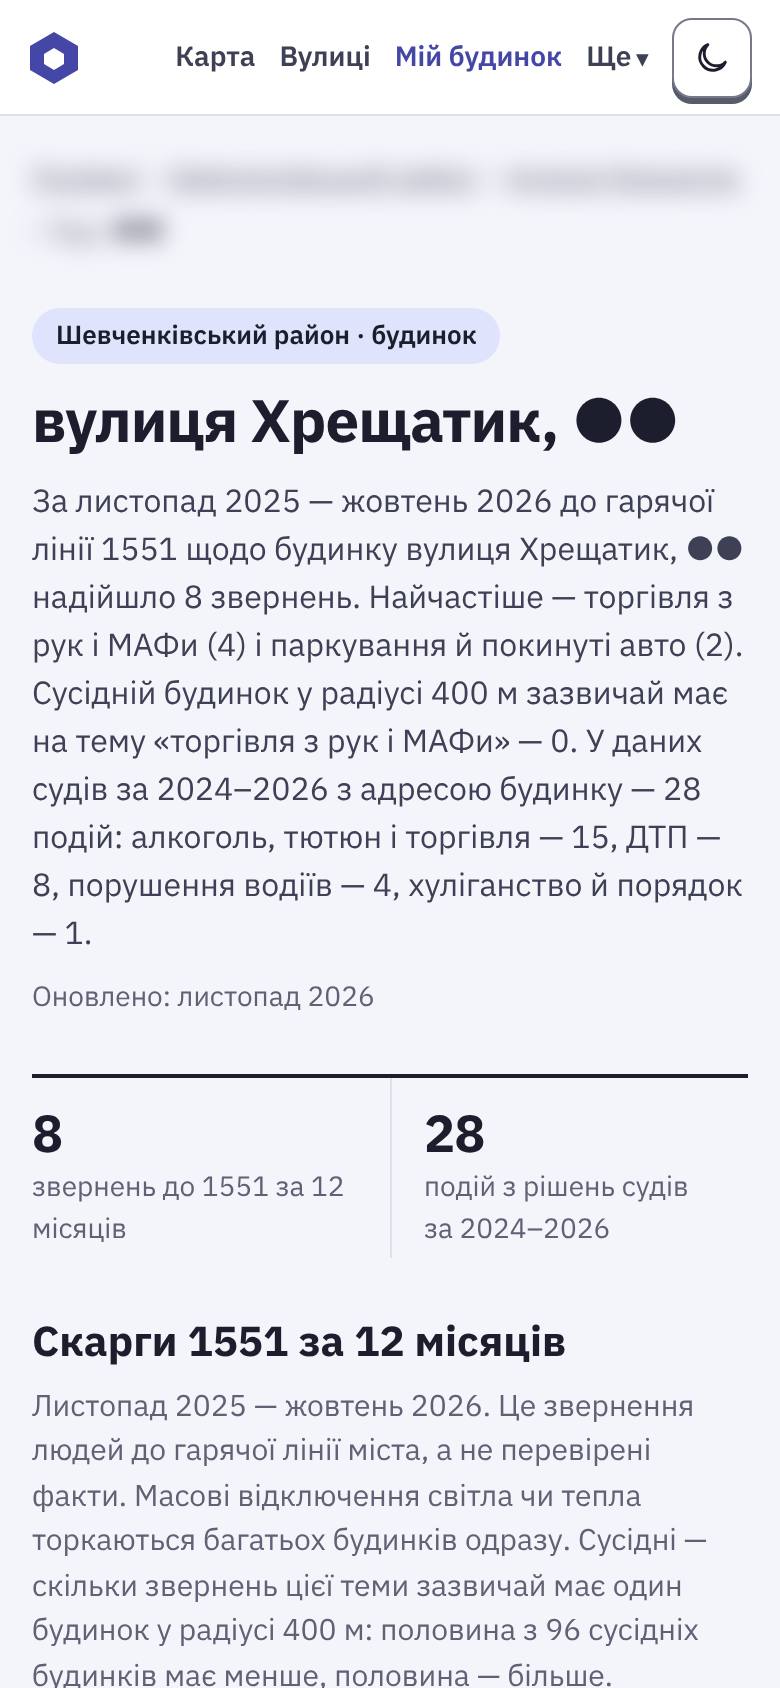 Карта Вулиці Мій будинок Ще ▾
Шевченківський район · будинок
вулиця Хрещатик, ●●
За листопад 2025 — жовтень 2026 до гарячої
лінії 1551 щодо будинку вулиця Хрещатик, ●●
надійшло 8 звернень. Найчастіше — торгівля з
рук і МАФи (4) і паркування й покинуті авто (2).
Сусідній будинок у радіусі 400 м зазвичай має
на тему «торгівля з рук і МАФи» — 0. У даних
судів за 2024–2026 з адресою будинку — 28
подій: алкоголь, тютюн і торгівля — 15, ДТП —
8, порушення водіїв — 4, хуліганство й порядок
— 1.
Оновлено: листопад 2026
8
звернень до 1551 за 12
місяців
28
подій з рішень судів
за 2024–2026
Скарги 1551 за 12 місяців
Листопад 2025 — жовтень 2026. Це звернення
людей до гарячої лінії міста, а не перевірені
факти. Масові відключення світла чи тепла
торкаються багатьох будинків одразу. Сусідні —
скільки звернень цієї теми зазвичай має один
будинок у радіусі 400 м: половина з 96 сусідніх
будинків має менше, половина — більше.